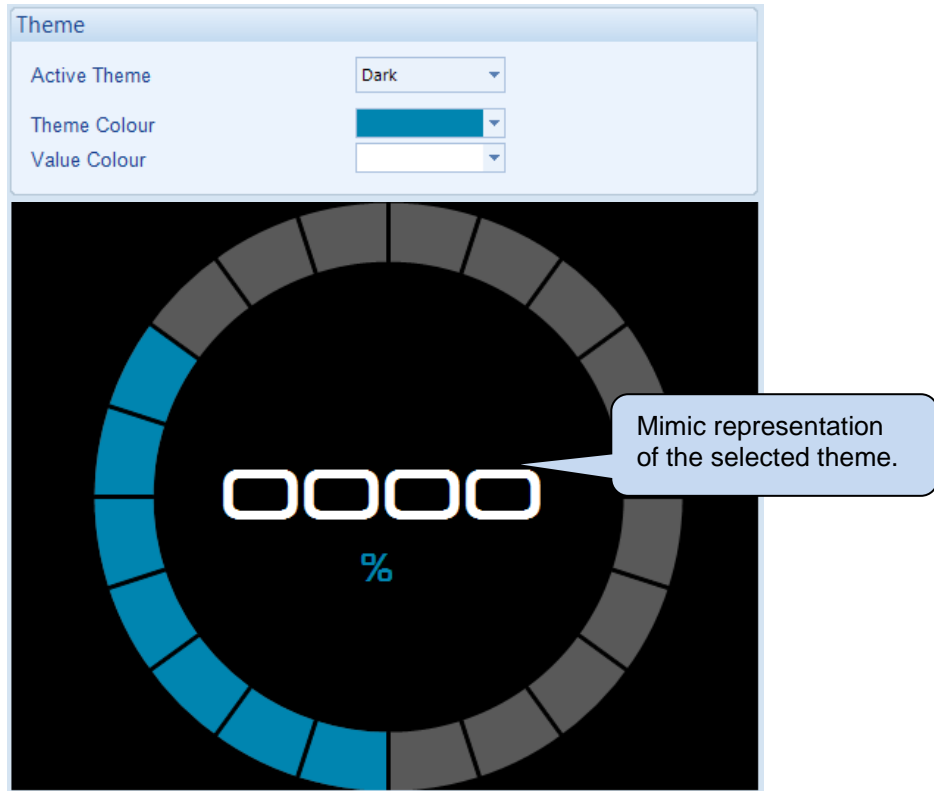 Theme
Active Theme
Dark
Theme Colour
Value Colour
Mimic representation
of the selected theme.
0000
%